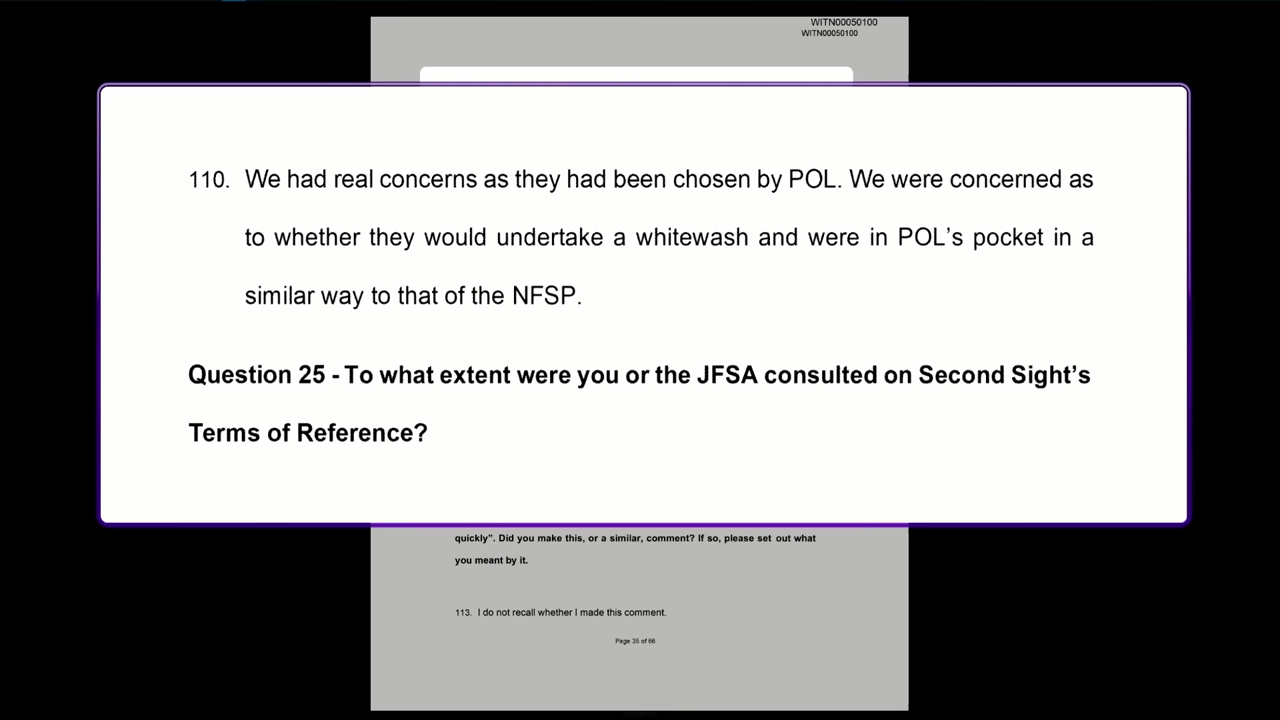 WITN00050100
WITN00050100
110. We had real concerns as they had been chosen by POL. We were concerned as
to whether they would undertake a whitewash and were in POL’s pocket in a
similar way to that of the NFSP.
Question 25 - To what extent were you or the JFSA consulted on Second Sight’s
Terms of Reference?
quickly”. Did you make this, or a similar, comment? If so, please set out what
you meant by it.
113. I do not recall whether I made this comment.
Page 35 of 66